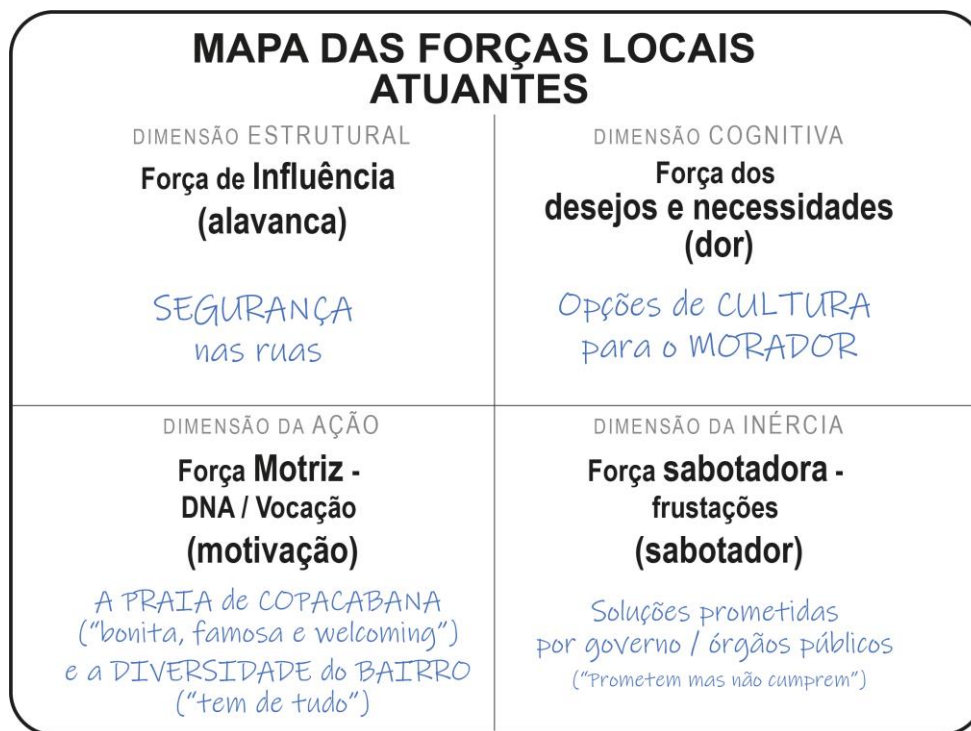 MAPA DAS FORÇAS LOCAIS
ATUANTES
DIMENSÃO ESTRUTURAL
Força de Influência
(alavanca)
SEGURANÇA
nas ruas
DIMENSÃO COGNITIVA
Força dos
desejos e necessidades
(dor)
Opções de CULTURA
para o MORADOR
DIMENSÃO DA AÇÃO
Força Motriz -
DNA / Vocação
(motivação)
A PRAIA de COPACABANA
("bonita, famosa e welcoming")
e a DIVERSIDADE do BAIRRO
("tem de tudo")
DIMENSÃO DA INÉRCIA
Força sabotadora -
frustações
(sabotador)
Soluções prometidas
por governo / órgãos públicos
("Prometem mas não cumprem")